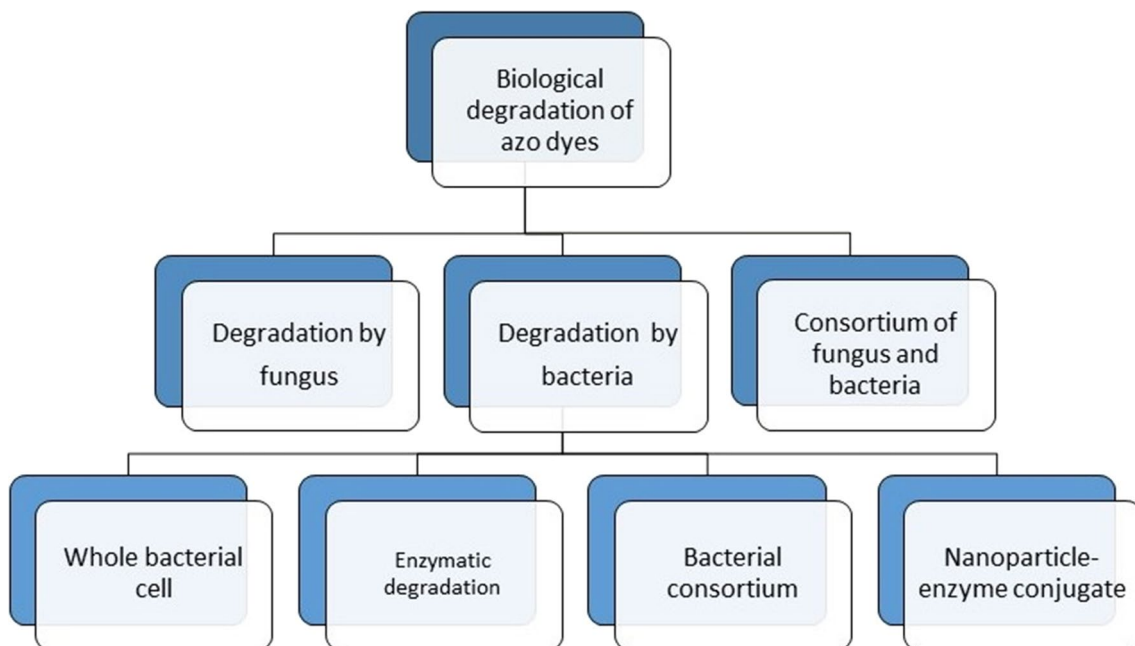 Biological
degradation of
azo dyes
Degradation by
fungus
Degradation by
bacteria
Consortium of
fungus and
bacteria
Whole bacterial
cell
Enzymatic
degradation
Bacterial
consortium
Nanoparticle-
enzyme conjugate